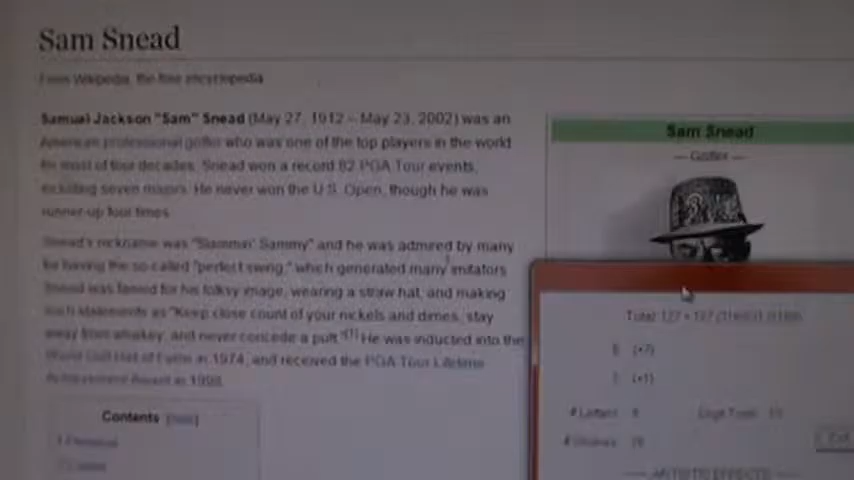 Sam Snead
From Wikipedia, the free encyclopedia
Samuel Jackson "Sam" Snead (May 27, 1912 – May 23, 2002) was an
American professional golfer who was one of the top players in the world
for most of four decades. Snead won a record 82 PGA Tour events,
including seven majors. He never won the U.S. Open, though he was
runner-up four times.
Snead's nickname was "Slammin' Sammy" and he was admired by many
for having the so-called "perfect swing," which generated many imitators.
Snead was famed for his folksy image, wearing a straw hat, and making
such statements as "Keep close count of your nickels and dimes, stay
away from whiskey, and never concede a putt."[1] He was inducted into the
World Golf Hall of Fame in 1974, and received the PGA Tour Lifetime
Achievement Award in 1998.
Contents
Sam Snead
— Golfer —
(+7)
(+1)
# Letters
Exit
ARTISTIC EFFECTS